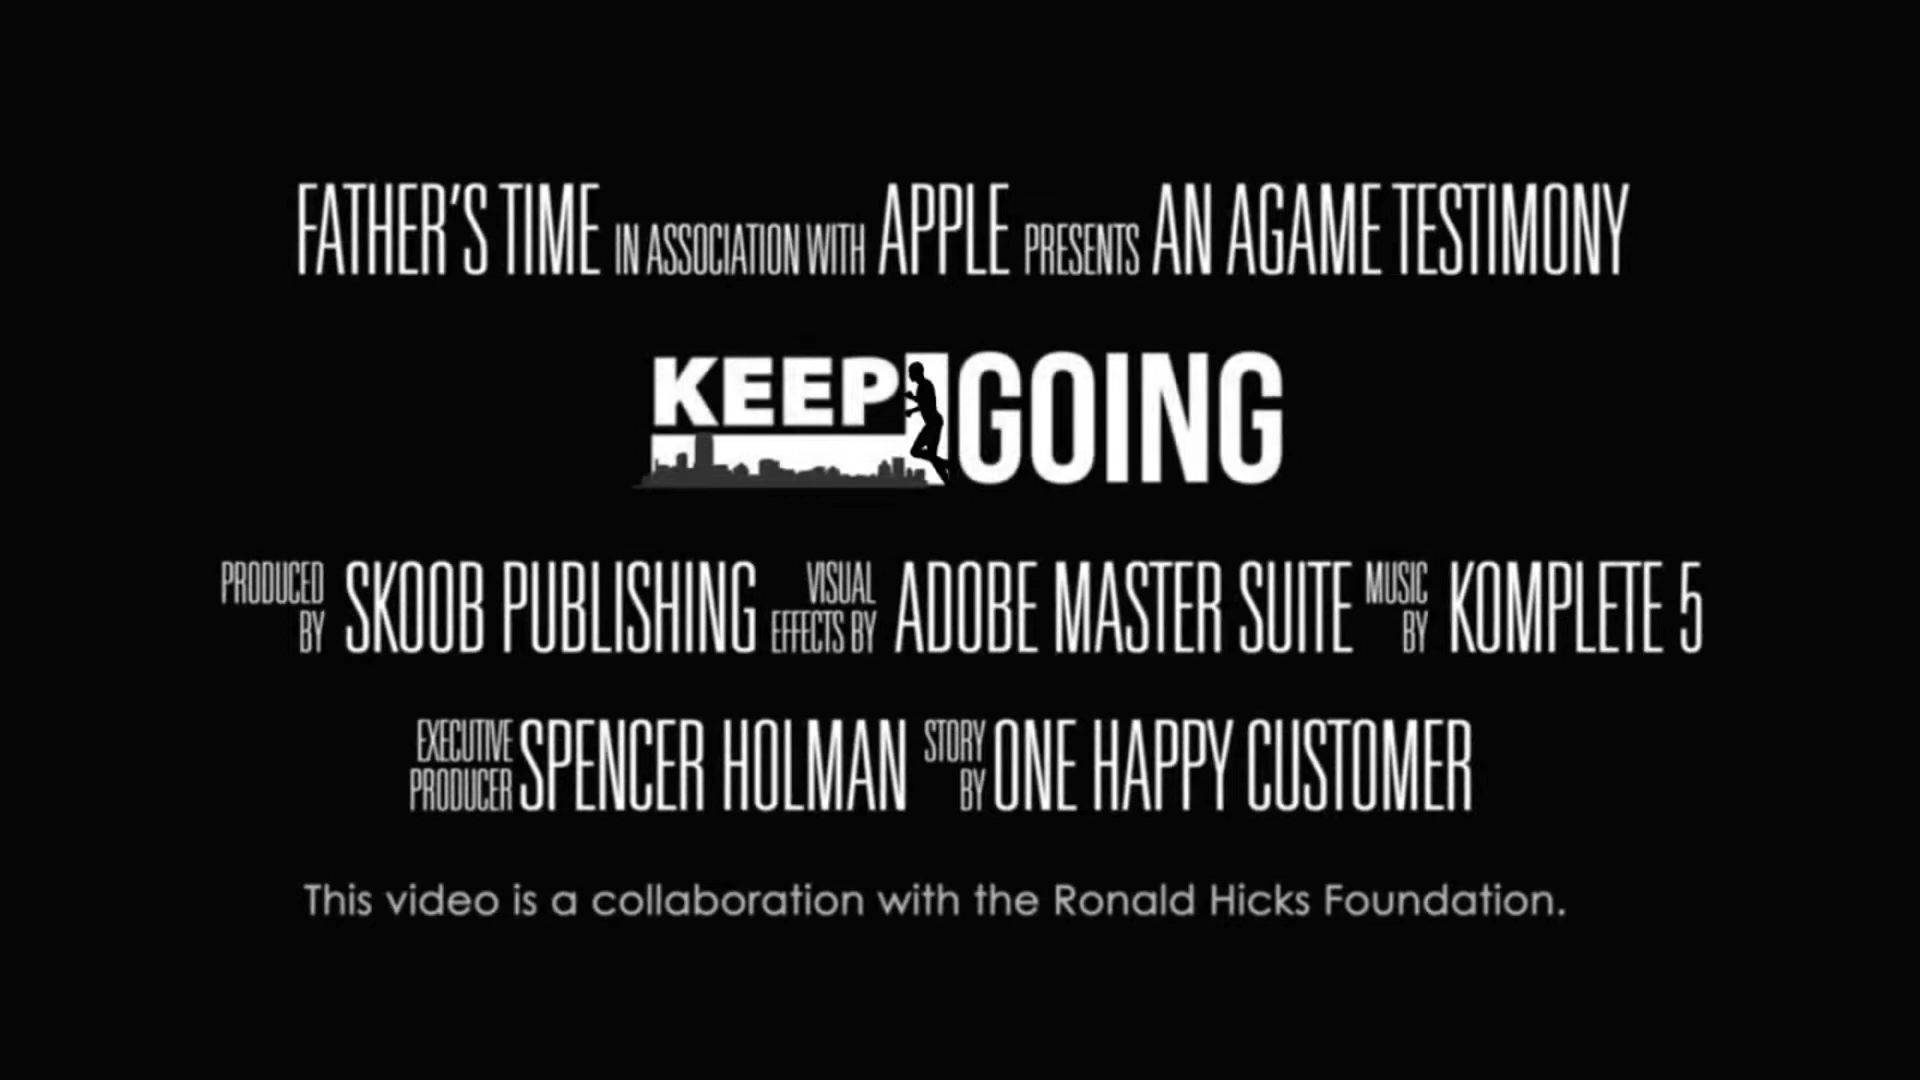 FATHER'S TIME IN ASSOCIATION WITH APPLE PRESENTS AN AGAME TESTIMONY
KEEP GOING
PRODUCED BY SKOOB PUBLISHING VISUAL EFFECTS BY ADOBE MASTER SUITE MUSIC BY KOMPLETE 5
EXECUTIVE PRODUCER SPENCER HOLMAN STORY BY ONE HAPPY CUSTOMER
This video is a collaboration with the Ronald Hicks Foundation.